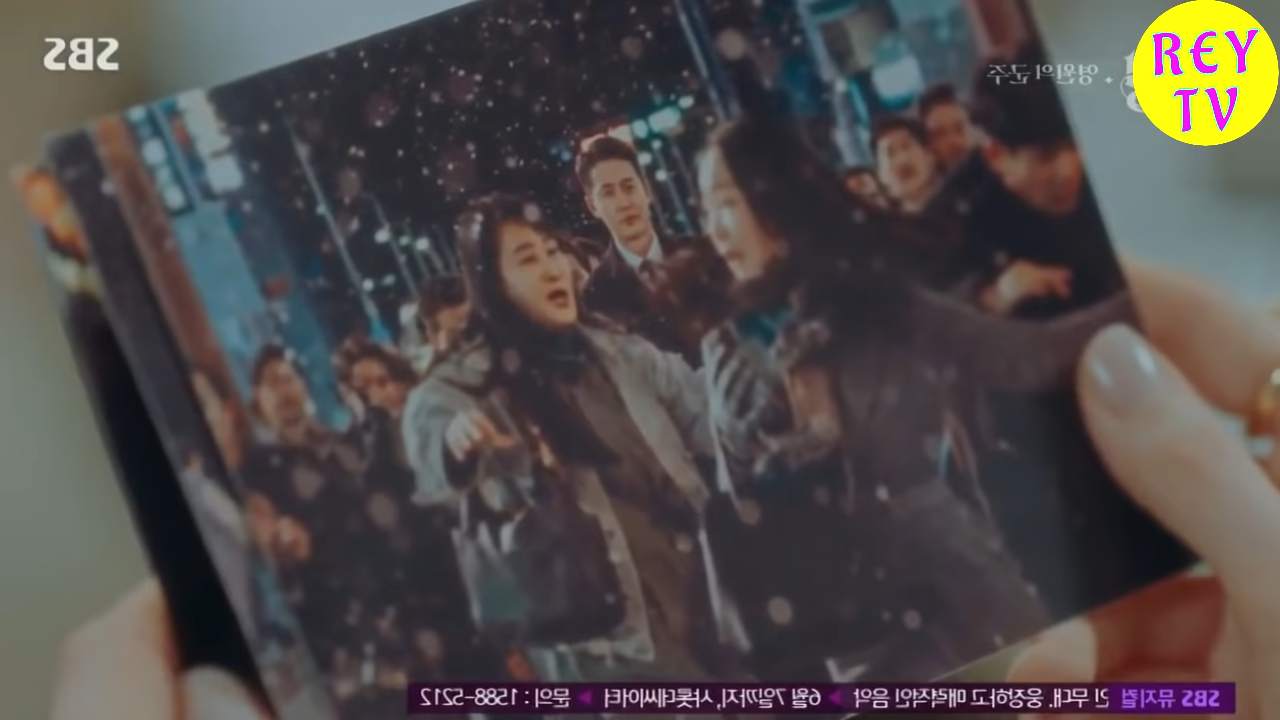 SBS
영원의 군주
REY
TV
SBS 뮤지컬 인 무대. 웅장하고 매력적인 음악 ▶ 6월 7일까지, 샤롯데씨어터 ▶ 문의 : 1588-5212